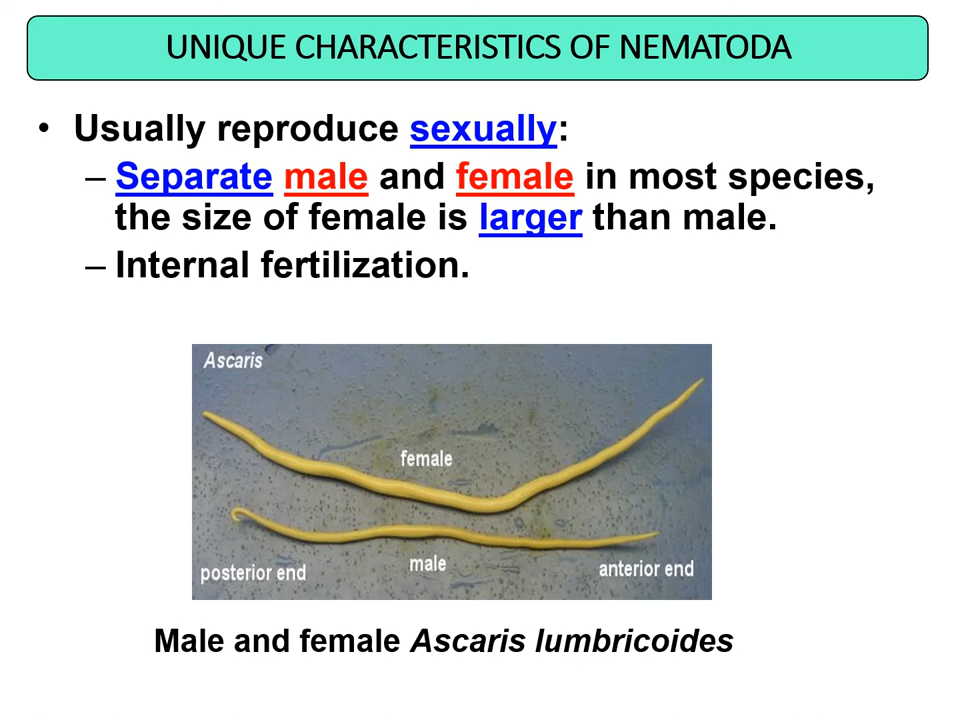 UNIQUE CHARACTERISTICS OF NEMATODA
• Usually reproduce sexually:
– Separate male and female in most species,
the size of female is larger than male.
– Internal fertilization.
Ascaris
female
male
posterior end
anterior end
Male and female Ascaris lumbricoides